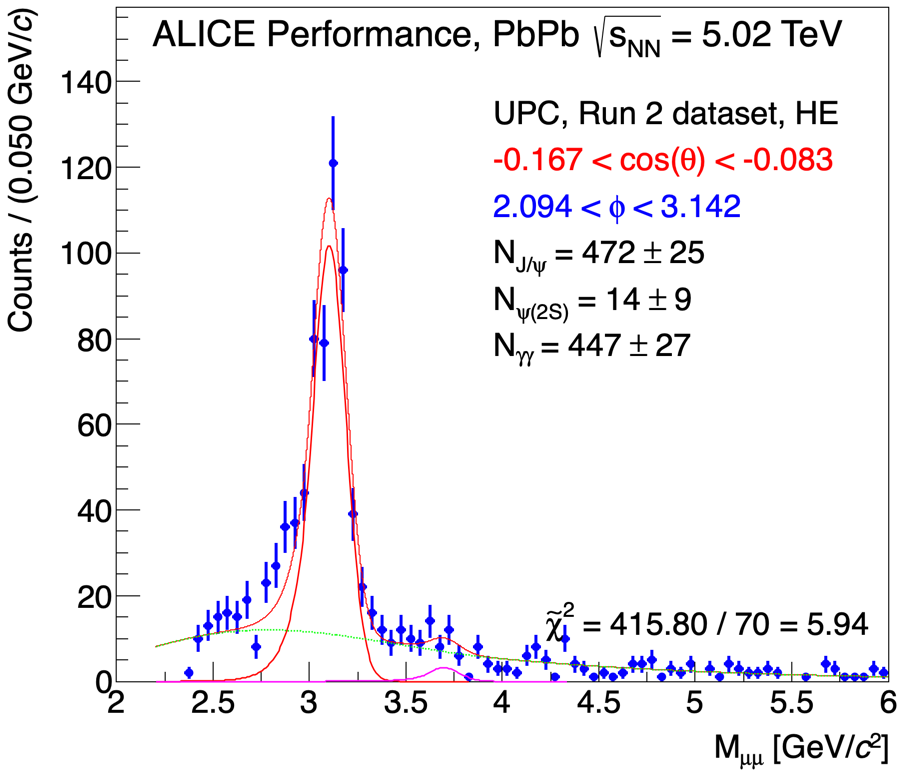 ALICE Performance, PbPb √s_NN = 5.02 TeV
UPC, Run 2 dataset, HE
-0.167 < cos(θ) < -0.083
2.094 < ϕ < 3.142
N_J/ψ = 472 ± 25
N_ψ(2S) = 14 ± 9
N_γγ = 447 ± 27
χ̃² = 415.80 / 70 = 5.94
Counts / (0.050 GeV/c)
140
120
100
80
60
40
20
0
2 2.5 3 3.5 4 4.5 5 5.5 6
M_μμ [GeV/c²]